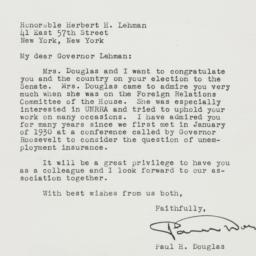 Honorable Herbert H. Lehman
41 East 57th Street
New York, New York
My dear Governor Lehman:
Mrs. Douglas and I want to congratulate
you and the country on your election to the
Senate. Mrs. Douglas came to admire you very
much when she was on the Foreign Relations
Committee of the House. She was especially
interested in UNRRA and tried to uphold your
work on many occasions. I have admired you
for many years since we first met in January
of 1930 at a conference called by Governor
Roosevelt to consider the question of unem-
ployment insurance.
It will be a great privilege to have you
as a colleague and I look forward to our as-
sociation together.
With best wishes from us both,
Faithfully,
Paul H. Douglas